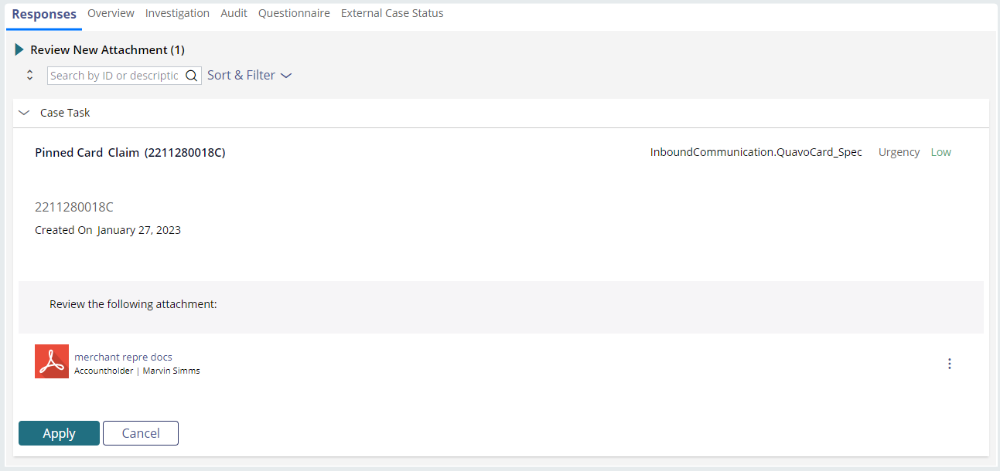 Responses Overview Investigation Audit Questionnaire External Case Status
Review New Attachment (1)
Search by ID or descriptic Sort & Filter
Case Task
Pinned Card Claim (2211280018C) InboundCommunication.QuavoCard_Spec Urgency Low
2211280018C
Created On January 27, 2023
Review the following attachment:
merchant repre docs
Accountholder | Marvin Simms
Apply Cancel